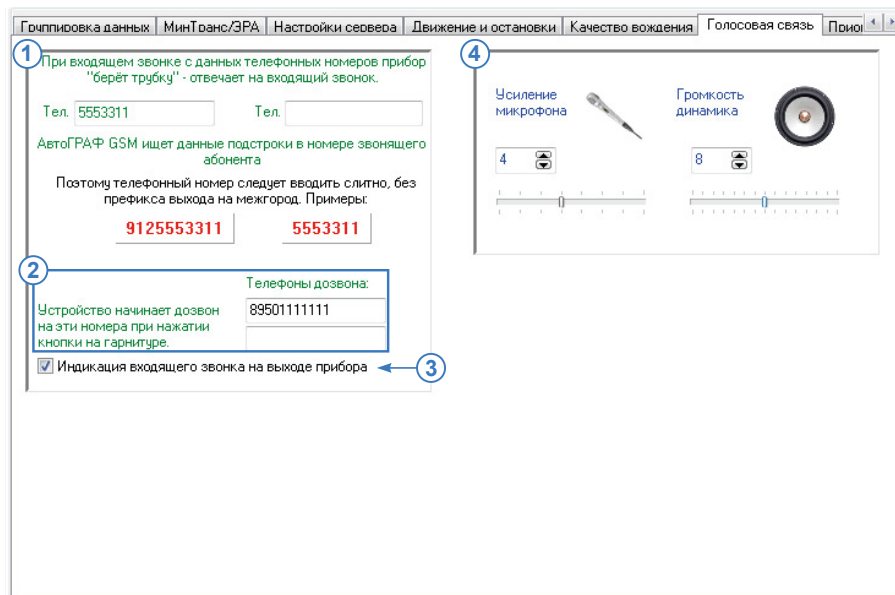 Группировка данных МинТранс/ЭРА Настройки сервера Движение и остановки Качество вождения Голосовая связь
1
При входящем звонке с данных телефонных номеров прибор
"берёт трубку" - отвечает на входящий звонок.
Тел. 5553311 Тел.
АвтоГРАФ GSM ищет данные подстроки в номере звонящего
абонента
Поэтому телефонный номер следует вводить слитно, без
префикса выхода на межгород. Примеры:
9125553311 5553311
2
Телефоны дозвона:
Устройство начинает дозвон
на эти номера при нажатии
кнопки на гарнитуре.
89501111111
Индикация входящего звонка на выходе прибора
3
4
Усиление
микрофона
4
Громкость
динамика
8